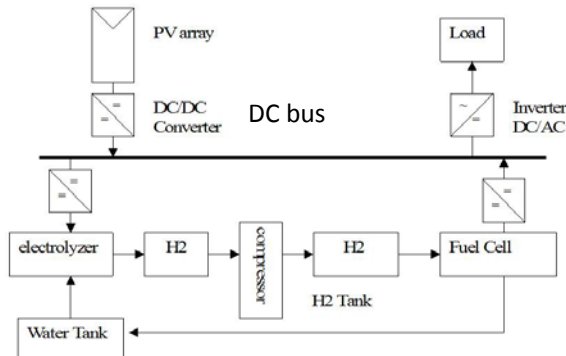 PV array
Load
DC/DC
Converter
DC bus
Inverter
DC/AC
=
=
~
=
=
=
=
=
electrolyzer
H2
compressor
H2
Fuel Cell
H2 Tank
Water Tank